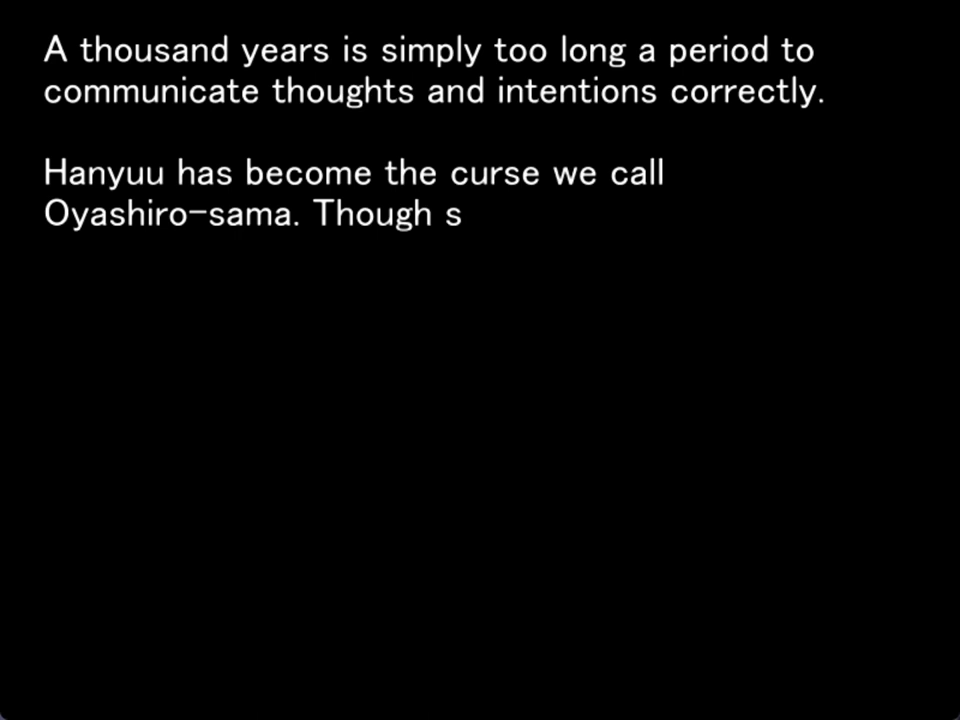 A thousand years is simply too long a period to
communicate thoughts and intentions correctly.
Hanyuu has become the curse we call
Oyashiro-sama. Though s